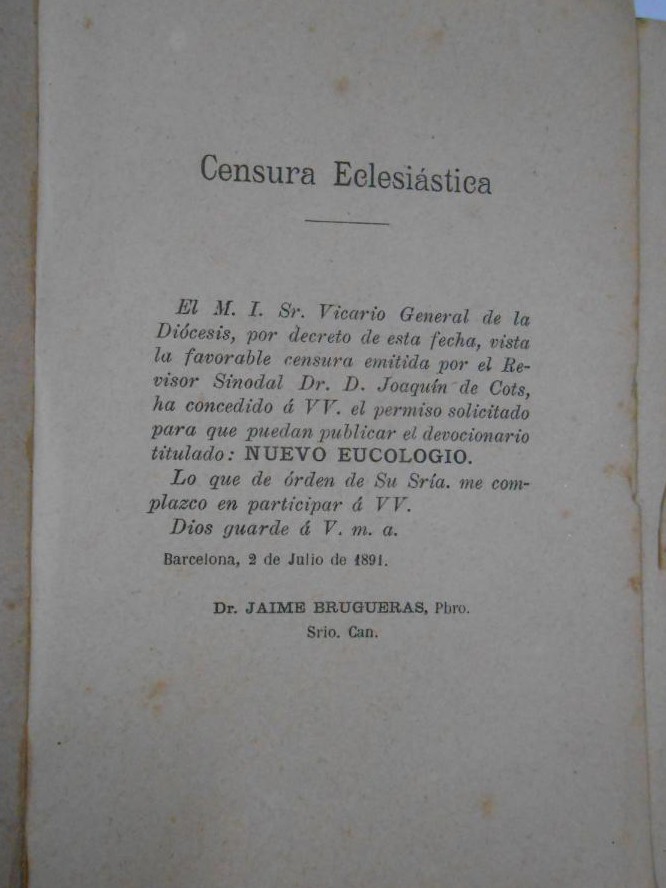 Censura Eclesiástica
El M. I. Sr. Vicario General de la
Diócesis, por decreto de esta fecha, vista
la favorable censura emitida por el Re-
visor Sinodal Dr. D. Joaquín de Cots,
ha concedido á VV. el permiso solicitado
para que puedan publicar el devocionario
titulado: NUEVO EUCOLOGIO.
Lo que de órden de Su Sría. me com-
plazco en participar á VV.
Dios guarde á V. m. a.
Barcelona, 2 de Julio de 1891.
Dr. JAIME BRUGUERAS, Pbro.
Srio. Can.